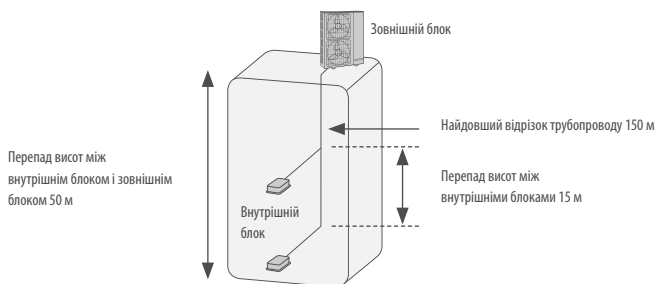 Зовнішній блок
Найдовший відрізок трубопроводу 150 м
Перепад висот між
внутрішнім блоком і зовнішнім
блоком 50 м
Перепад висот між
внутрішніми блоками 15 м
Внутрішній
блок